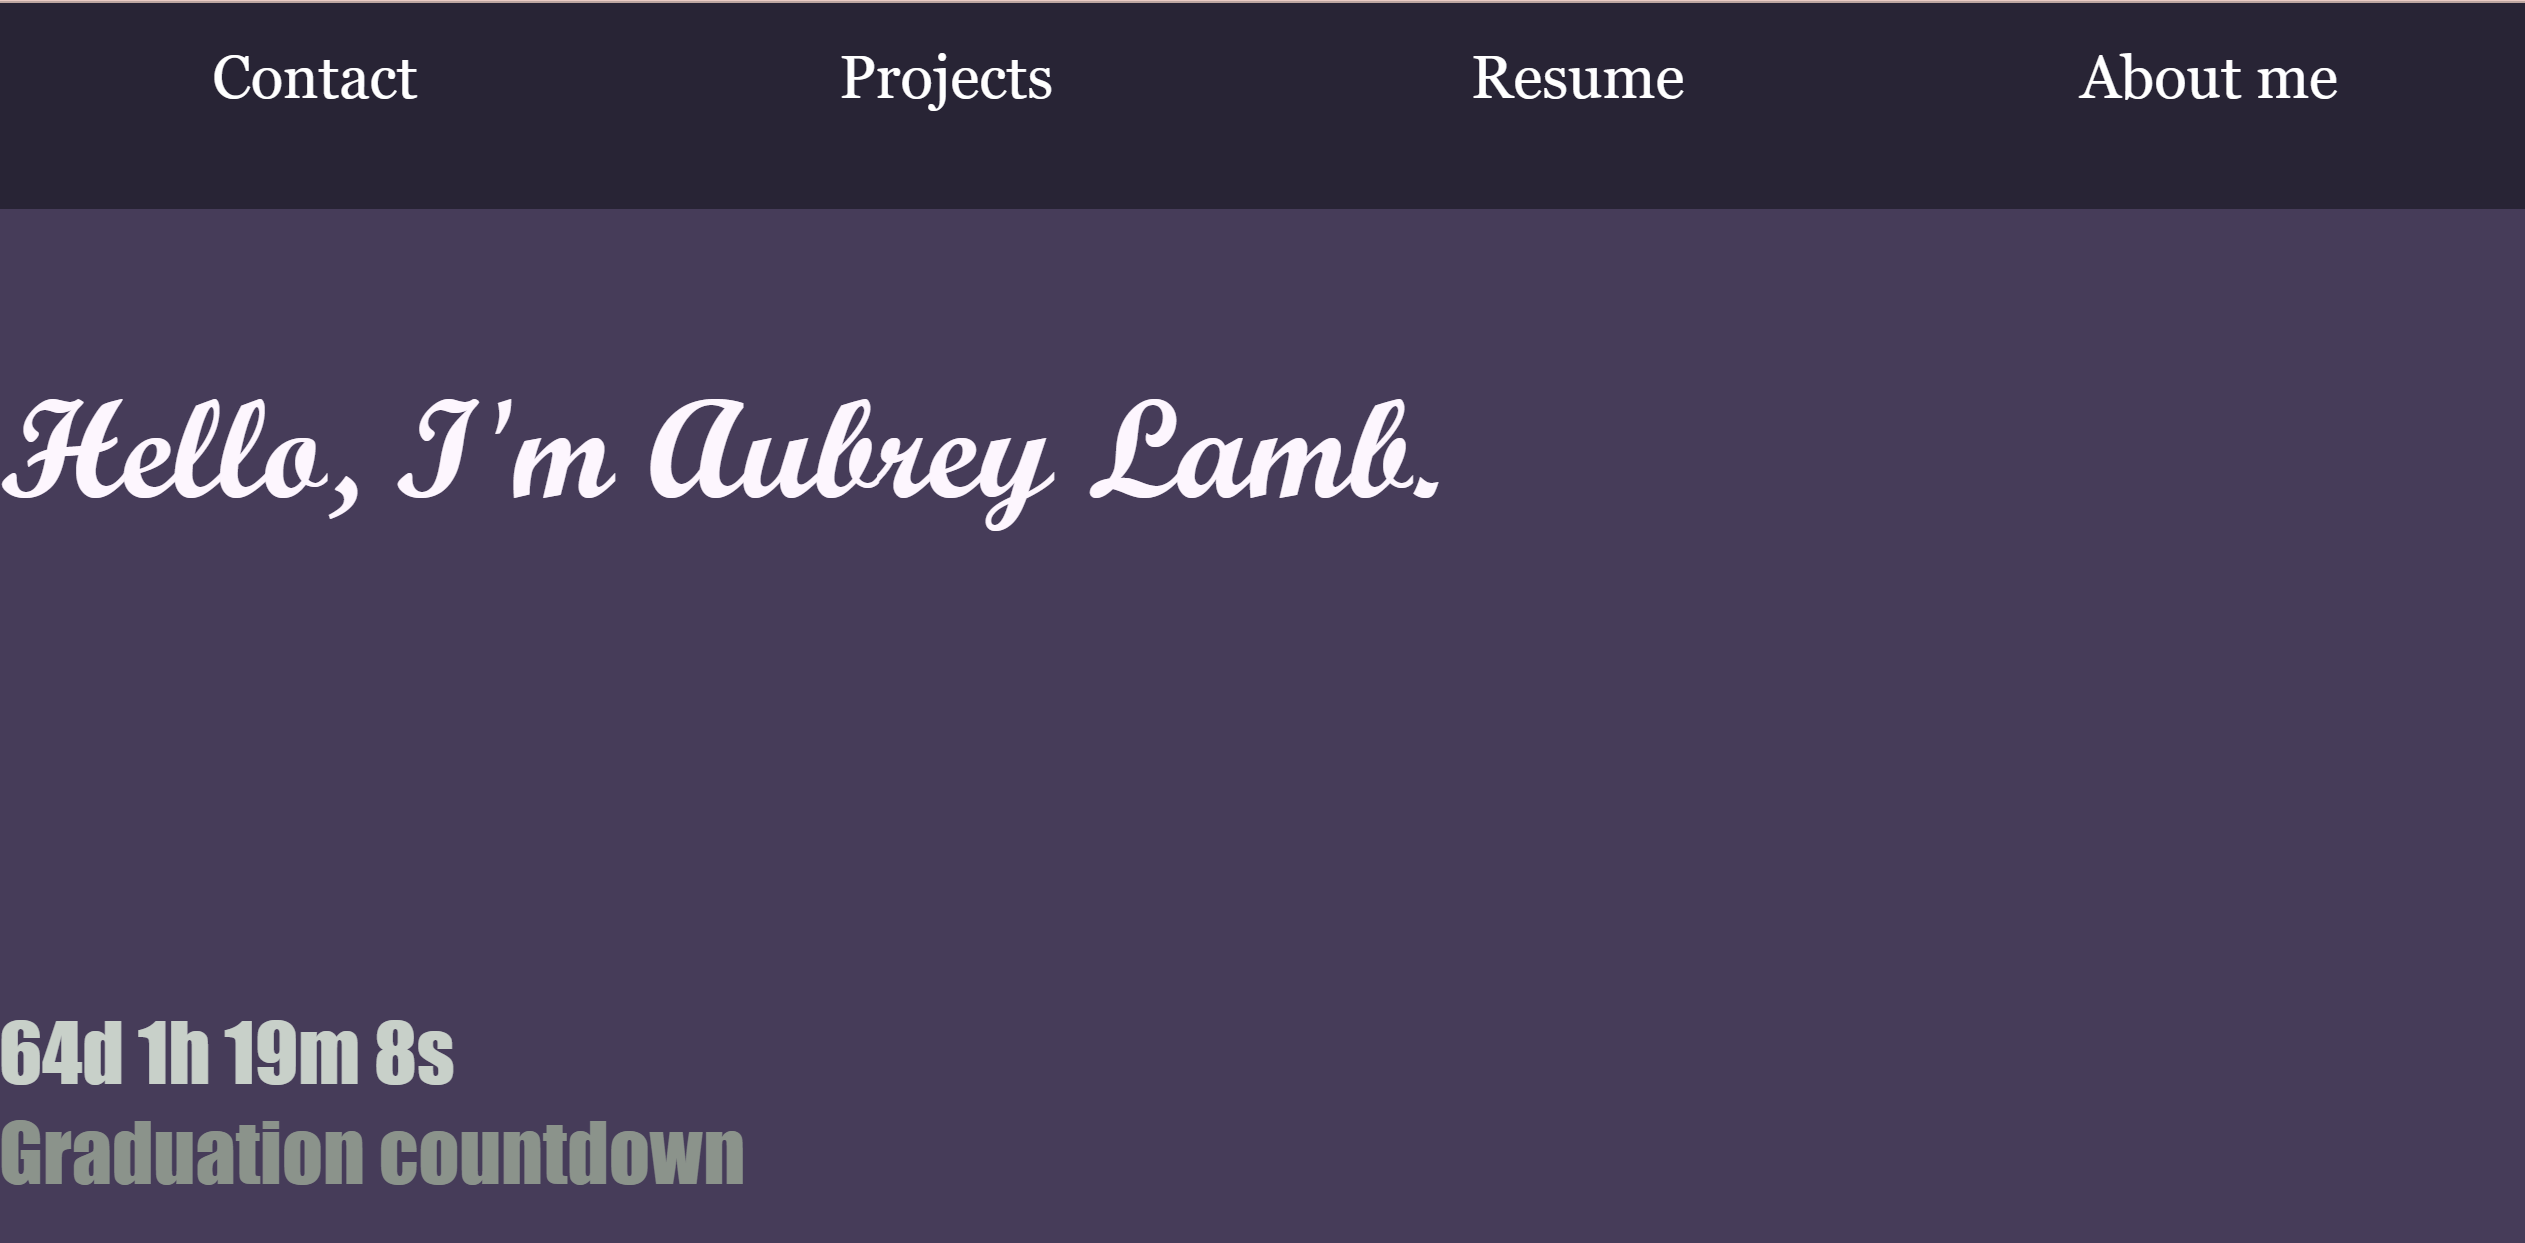 Contact Projects Resume About me
Hello, I'm Aubrey Lamb.
64d 1h 19m 8s
Graduation countdown